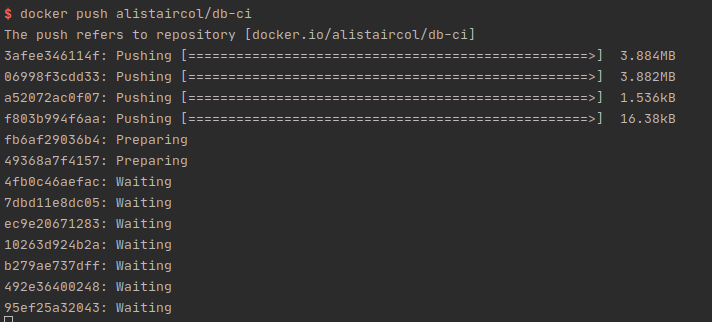 $ docker push alistaircol/db-ci
The push refers to repository [docker.io/alistaircol/db-ci]
3afee346114f: Pushing [==================================================>]  3.884MB
06998f3cdd33: Pushing [==================================================>]  3.882MB
a52072ac0f07: Pushing [==================================================>]  1.536kB
f803b994f6aa: Pushing [==================================================>]  16.38kB
fb6af29036b4: Preparing
49368a7f4157: Preparing
4fb0c46aefac: Waiting
7dbd11e8dc05: Waiting
ec9e20671283: Waiting
10263d924b2a: Waiting
b279ae737dff: Waiting
492e36400248: Waiting
95ef25a32043: Waiting